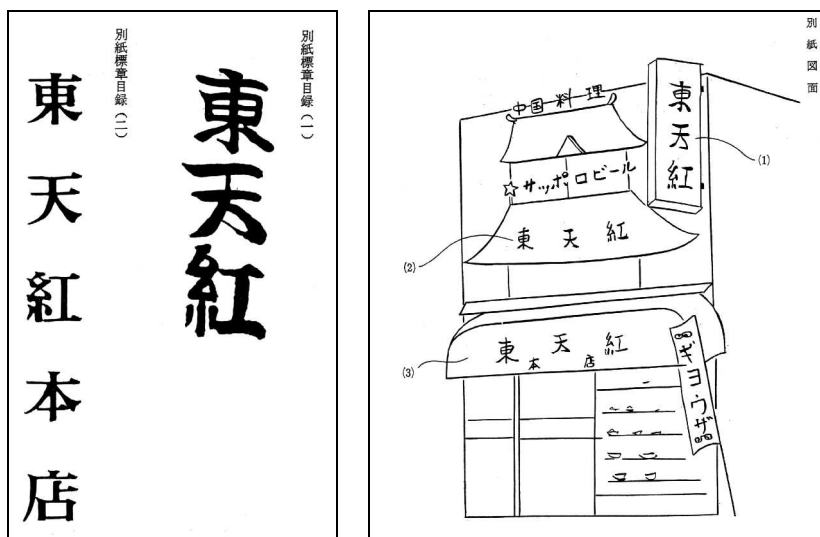 別紙標章目録(一)
東天紅
別紙標章目録(二)
東天紅本店
別紙図面
中国料理
☆サッポロビール
東天紅
(1)
東天紅
(2)
東天紅
本店
(3)
ギヨウザ